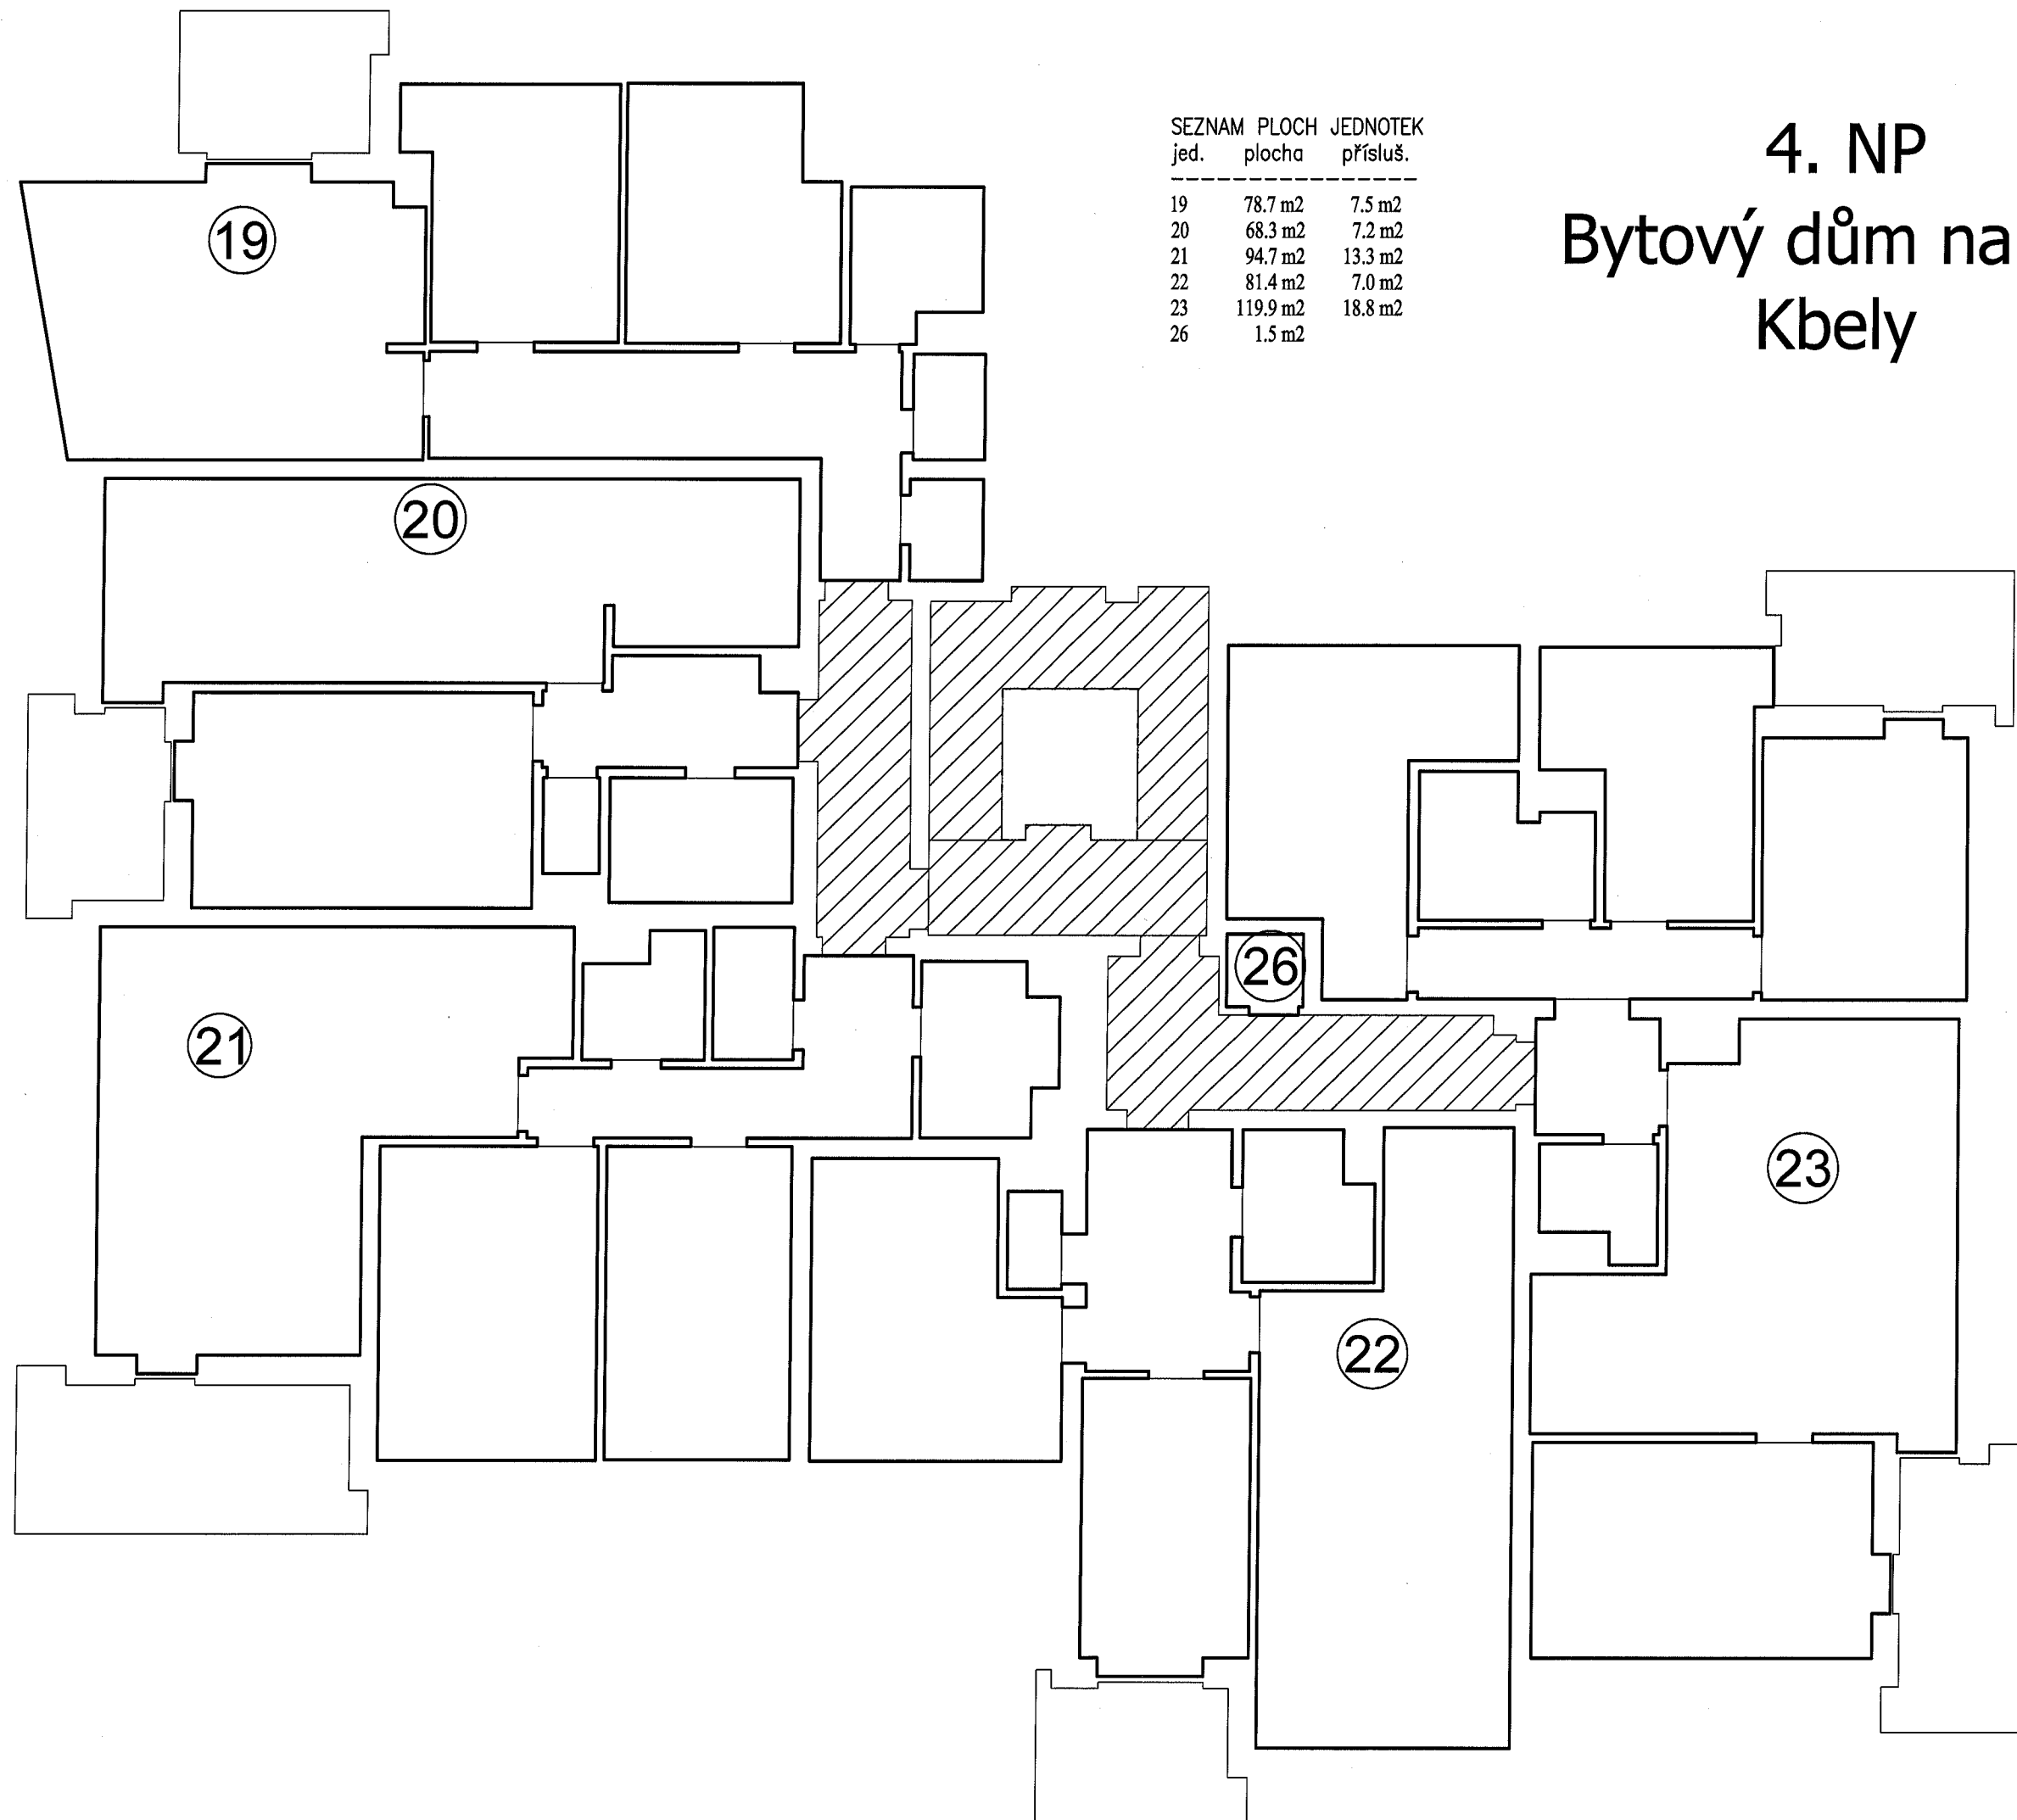 SEZNAM PLOCH JEDNOTEK
jed. plocha přísluš.
19 78.7 m2 7.5 m2
20 68.3 m2 7.2 m2
21 94.7 m2 13.3 m2
22 81.4 m2 7.0 m2
23 119.9 m2 18.8 m2
26 1.5 m2
4. NP
Bytový dům na
Kbely
19
20
21
26
23
22